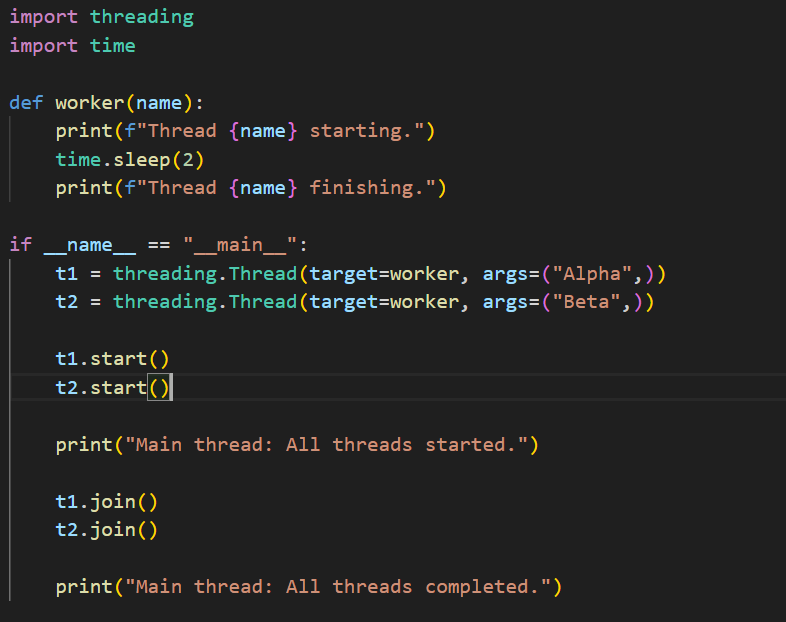 import threading
import time

def worker(name):
    print(f"Thread {name} starting.")
    time.sleep(2)
    print(f"Thread {name} finishing.")

if __name__ == "__main__":
    t1 = threading.Thread(target=worker, args=("Alpha",))
    t2 = threading.Thread(target=worker, args=("Beta",))

    t1.start()
    t2.start()

    print("Main thread: All threads started.")

    t1.join()
    t2.join()

    print("Main thread: All threads completed.")